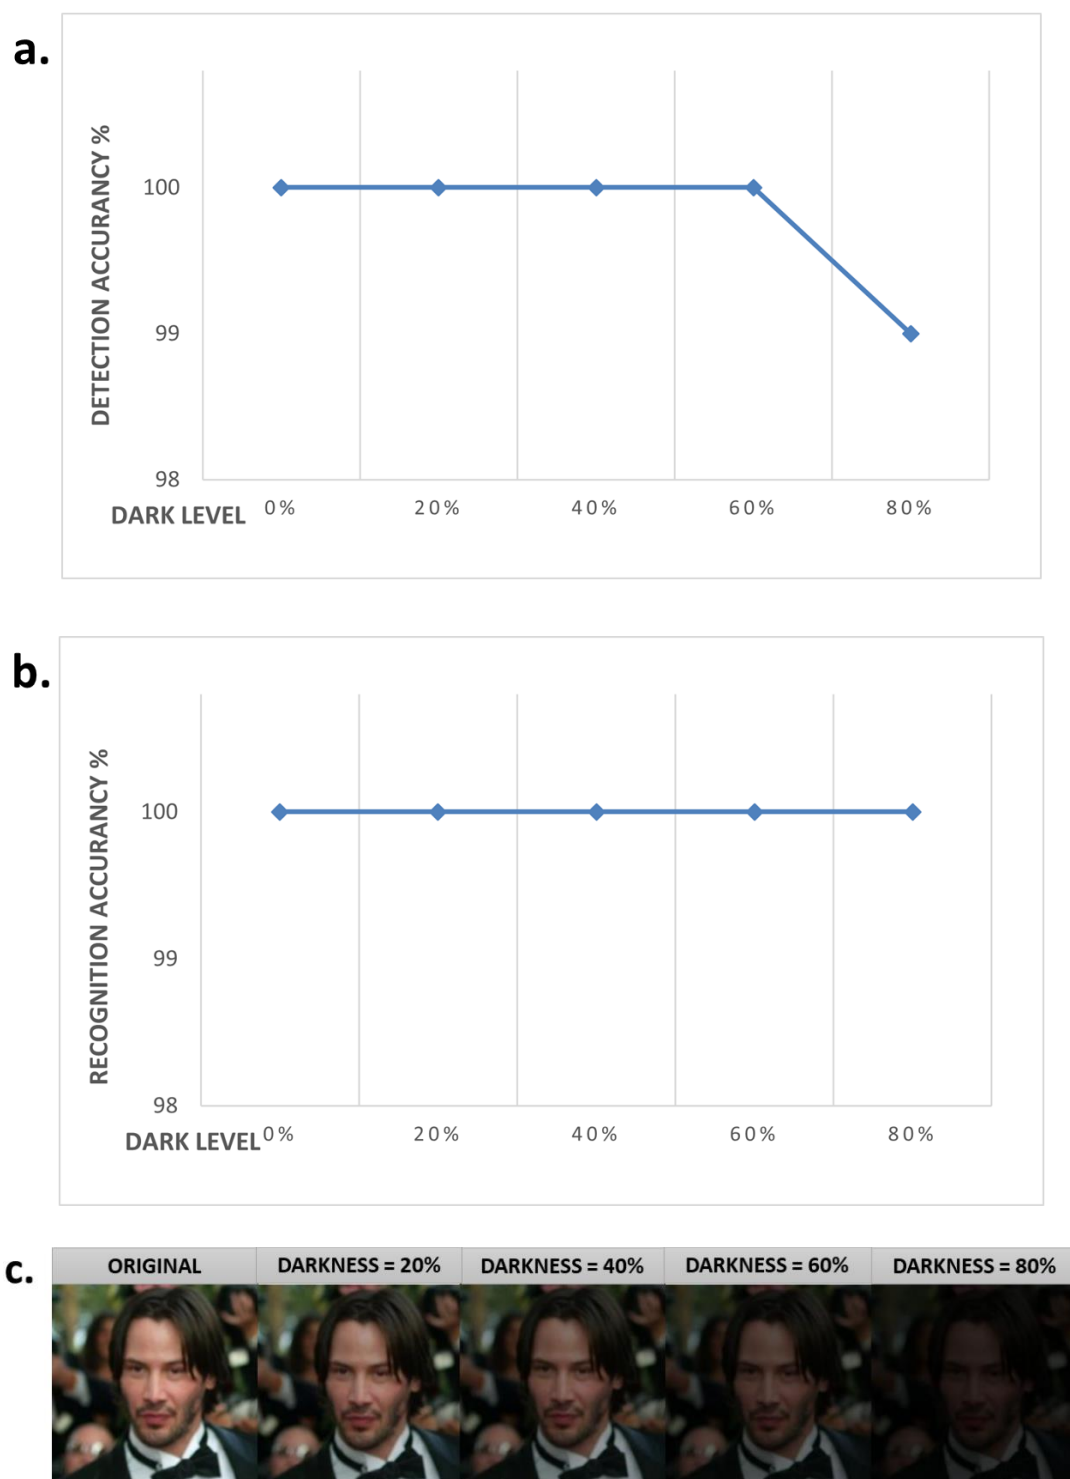 a.
DETECTION ACCURANCY %
100
99
98
DARK LEVEL 0% 20% 40% 60% 80%
b.
RECOGNITION ACCURANCY %
100
99
98
DARK LEVEL 0% 20% 40% 60% 80%
c.
ORIGINAL DARKNESS = 20% DARKNESS = 40% DARKNESS = 60% DARKNESS = 80%